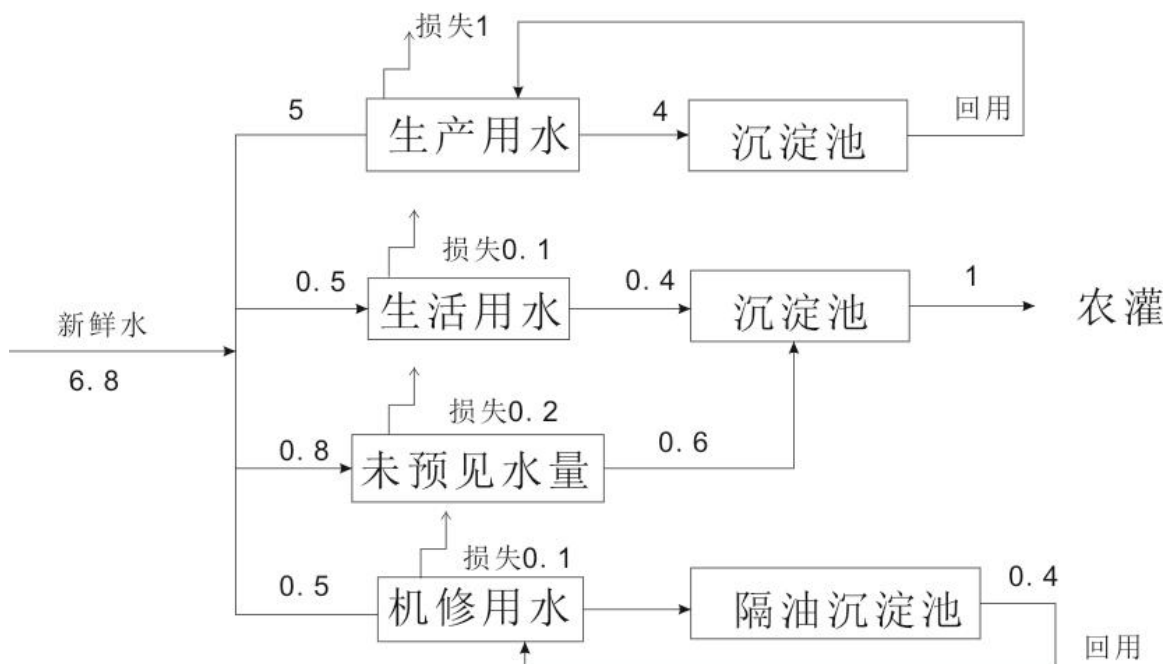 损失1
5
生产用水
4
沉淀池
回用
损失0.1
0.5
生活用水
0.4
沉淀池
1
农灌
新鲜水
6.8
损失0.2
0.8
未预见水量
0.6
损失0.1
0.5
机修用水
隔油沉淀池
0.4
回用